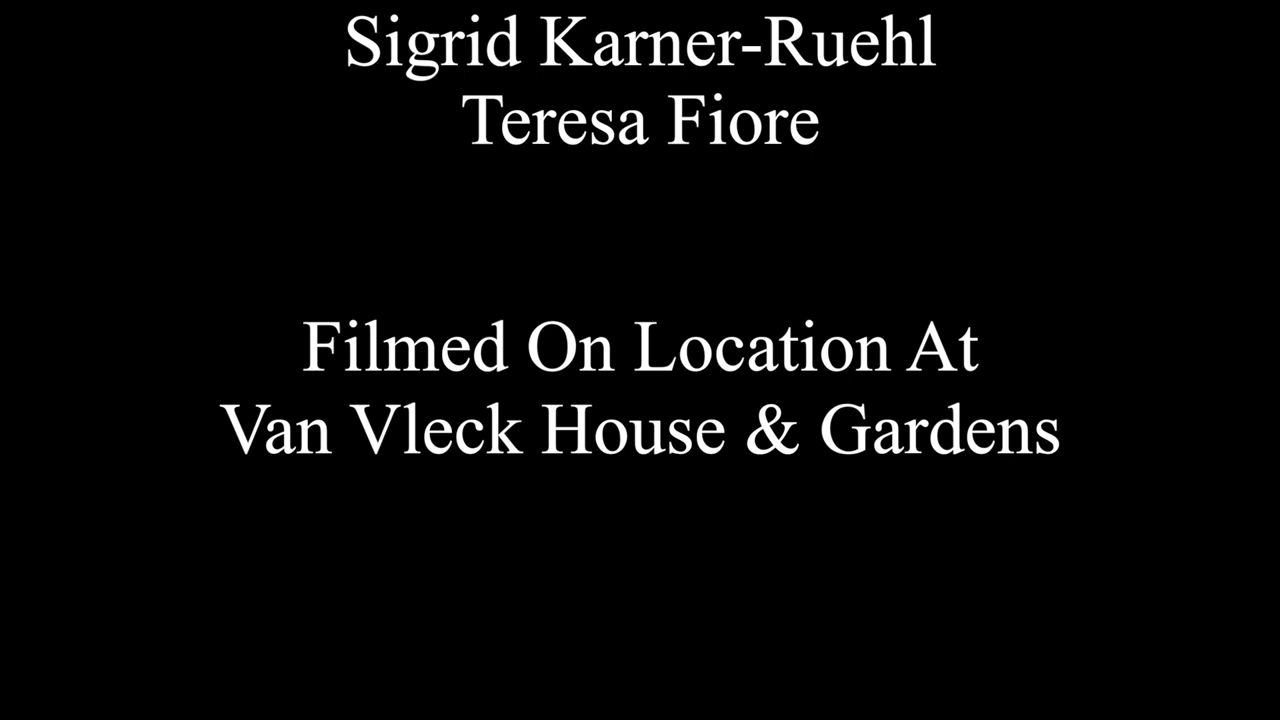 Sigrid Karner-Ruehl
Teresa Fiore
Filmed On Location At
Van Vleck House & Gardens